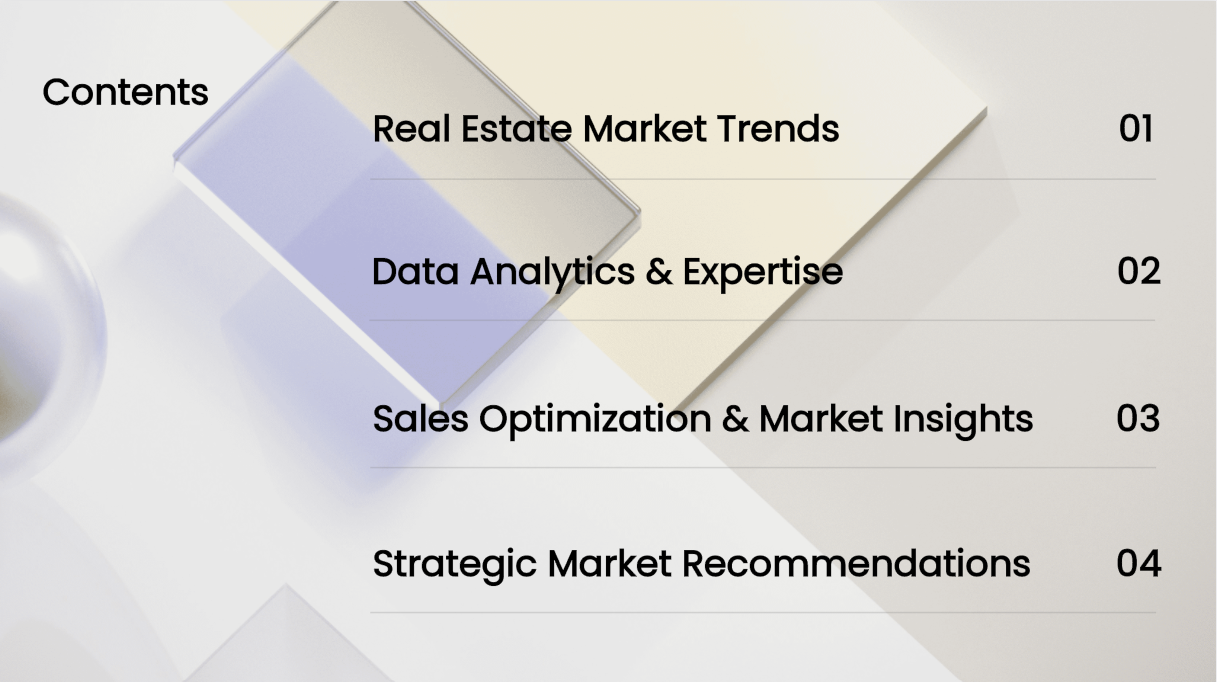 Contents
Real Estate Market Trends 01
Data Analytics & Expertise 02
Sales Optimization & Market Insights 03
Strategic Market Recommendations 04